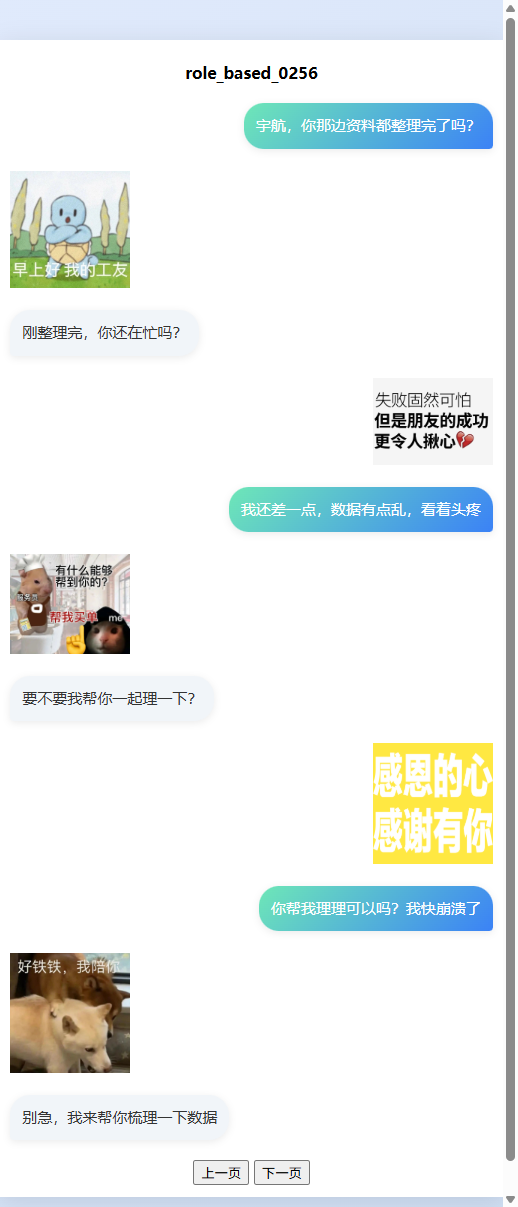 role_based_0256
宇航，你那边资料都整理完了吗？
早上好 我的工友
刚整理完，你还在忙吗？
失败固然可怕
但是朋友的成功
更令人揪心💔
我还差一点，数据有点乱，看着头疼
有什么能够
帮到你的?
服务员
帮我买单
me
要不要我帮你一起理一下？
感恩的心
感谢有你
你帮我理理可以吗？我快崩溃了
好铁铁，我陪你
别急，我来帮你梳理一下数据
上一页 下一页